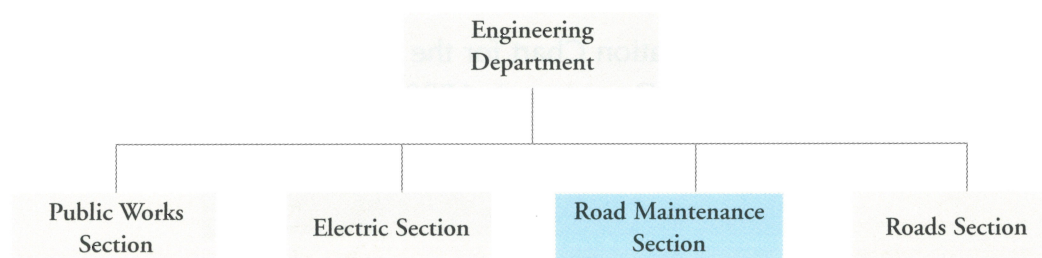 Engineering
Department
Public Works
Section
Electric Section
Road Maintenance
Section
Roads Section